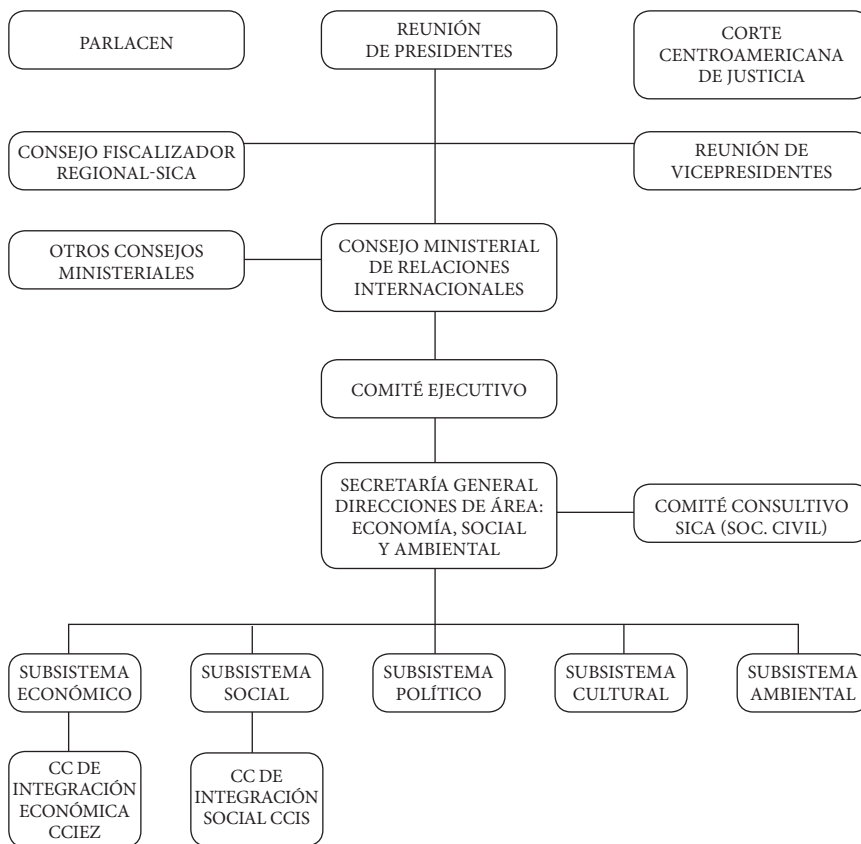 PARLACEN
REUNIÓN
DE PRESIDENTES
CORTE
CENTROAMERICANA
DE JUSTICIA
CONSEJO FISCALIZADOR
REGIONAL-SICA
REUNIÓN DE
VICEPRESIDENTES
OTROS CONSEJOS
MINISTERIALES
CONSEJO MINISTERIAL
DE RELACIONES
INTERNACIONALES
COMITÉ EJECUTIVO
SECRETARÍA GENERAL
DIRECCIONES DE ÁREA:
ECONOMÍA, SOCIAL
Y AMBIENTAL
COMITÉ CONSULTIVO
SICA (SOC. CIVIL)
SUBSISTEMA
ECONÓMICO
SUBSISTEMA
SOCIAL
SUBSISTEMA
POLÍTICO
SUBSISTEMA
CULTURAL
SUBSISTEMA
AMBIENTAL
CC DE
INTEGRACIÓN
ECONÓMICA
CCIEZ
CC DE
INTEGRACIÓN
SOCIAL CCIS